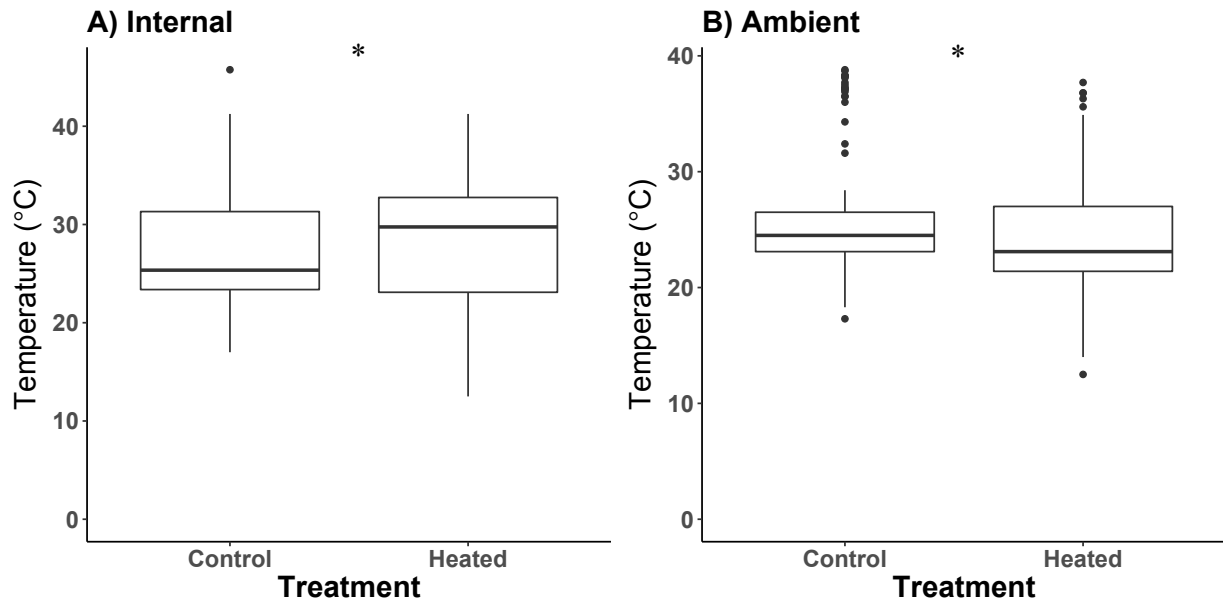 A) Internal
*
Temperature (°C)
40
30
20
10
0
Control
Heated
Treatment
B) Ambient
*
Temperature (°C)
40
30
20
10
0
Control
Heated
Treatment